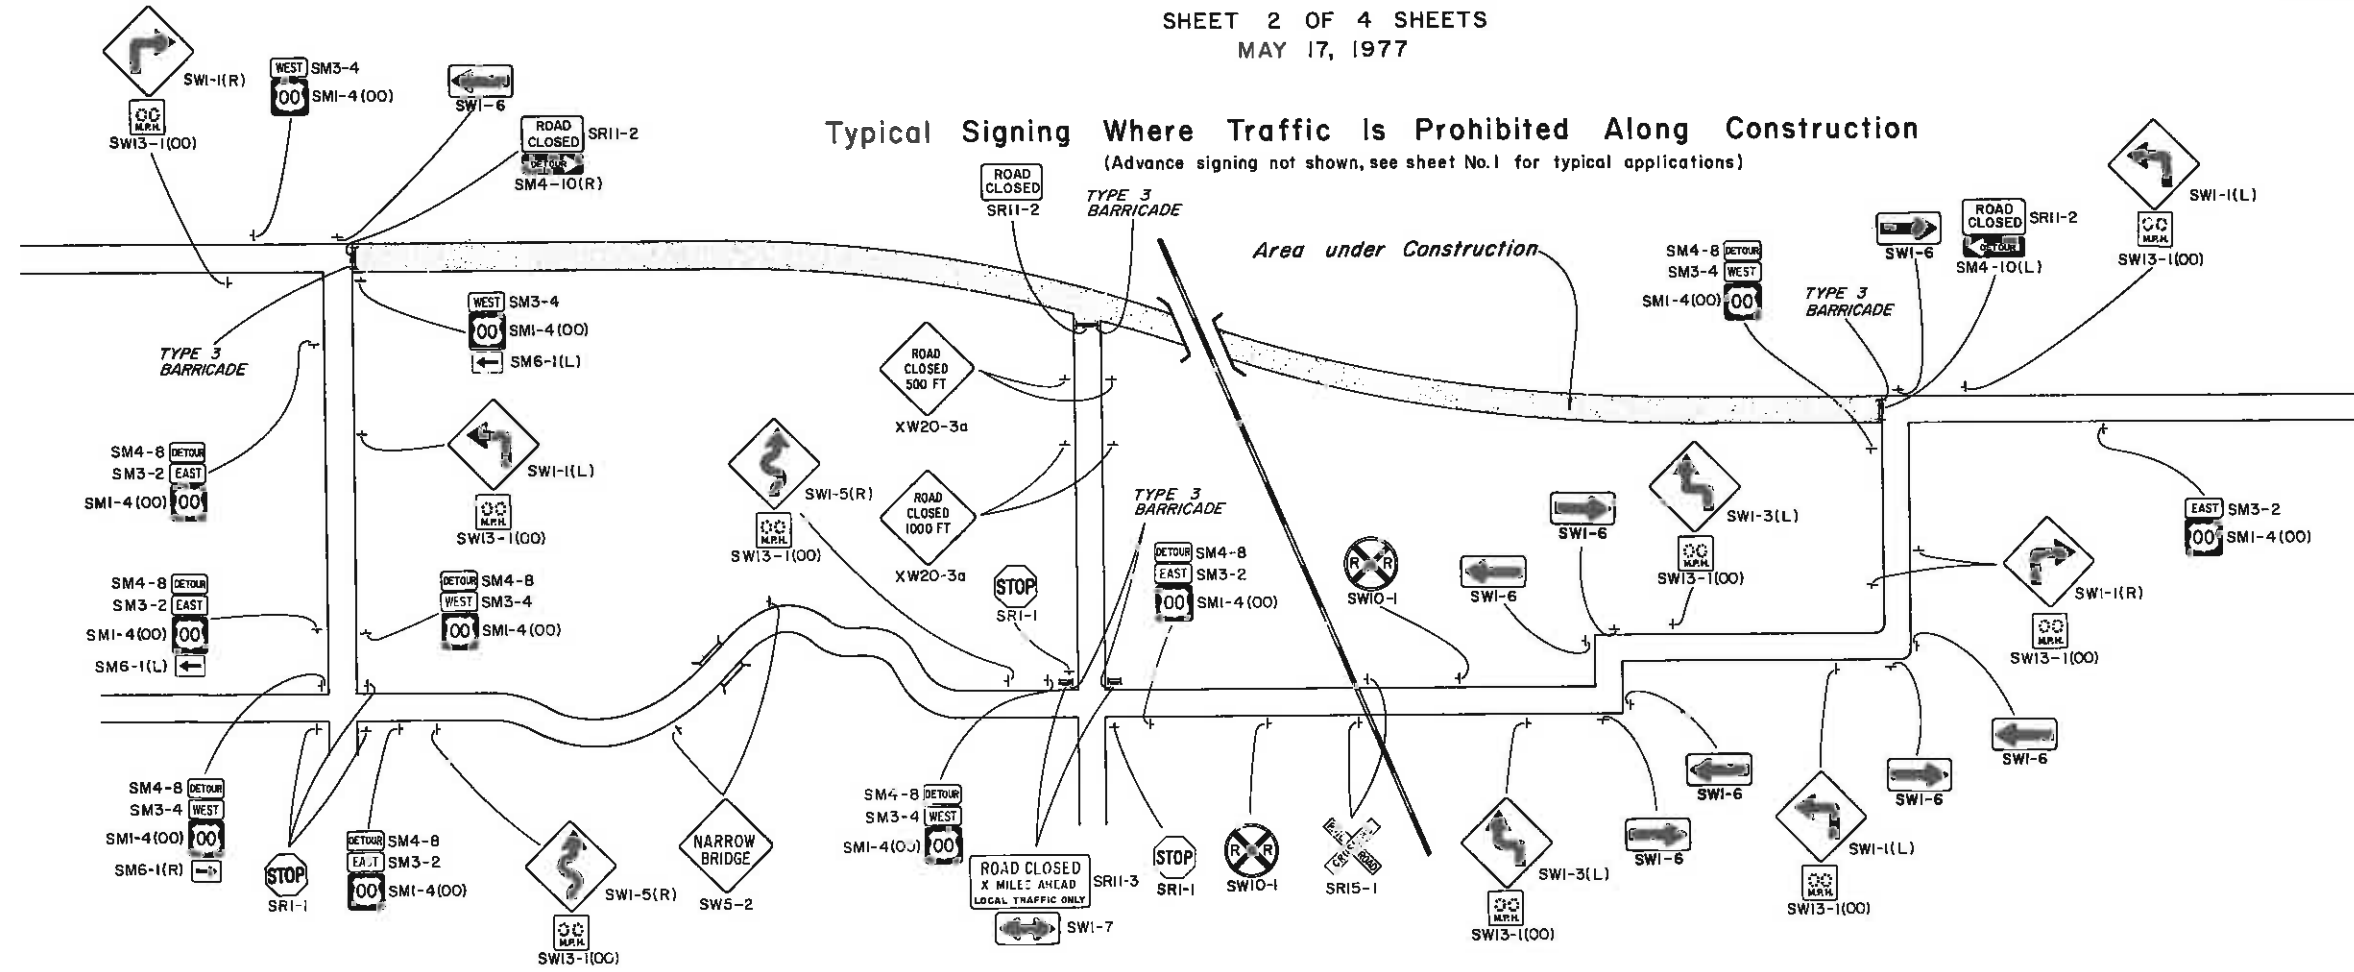 SHEET 2 OF 4 SHEETS
MAY 17, 1977
Typical Signing Where Traffic Is Prohibited Along Construction
(Advance signing not shown, see sheet No. 1 for typical applications)
SW1-1(R)
00
M.P.H.
SW13-1(00)
WEST SM3-4
00 SM1-4(00)
SW1-6
ROAD
CLOSED
SR11-2
DETOUR
SM4-10(R)
ROAD
CLOSED
SR11-2
TYPE 3
BARRICADE
Area under Construction
SM4-8 DETOUR
SM3-4 WEST
SM1-4(00) 00
SW1-6
ROAD
CLOSED
SR11-2
DETOUR
SM4-10(L)
TYPE 3
BARRICADE
SW1-1(L)
00
M.P.H.
SW13-1(00)
TYPE 3
BARRICADE
WEST SM3-4
00 SM1-4(00)
SM6-1(L)
ROAD
CLOSED
500 FT
XW20-3a
SM4-8 DETOUR
SM3-2 EAST
SM1-4(00) 00
SW1-1(L)
00
M.P.H.
SW13-1(00)
SW1-5(R)
00
M.P.H.
SW13-1(00)
ROAD
CLOSED
1000 FT
XW20-3a
TYPE 3
BARRICADE
SW1-6
SW1-3(L)
00
M.P.H.
SW13-1(00)
EAST SM3-2
00 SM1-4(00)
SM4-8 DETOUR
SM3-2 EAST
SM1-4(00) 00
SM6-1(L)
DETOUR SM4-8
WEST SM3-4
00 SM1-4(00)
STOP
SR1-1
DETOUR SM4-8
EAST SM3-2
00 SM1-4(00)
R R
SW10-1
SW1-6
SW1-1(R)
00
M.P.H.
SW13-1(00)
SM4-8 DETOUR
SM3-4 WEST
SM1-4(00) 00
SM6-1(R)
STOP
SR1-1
DETOUR SM4-8
EAST SM3-2
00 SM1-4(00)
SW1-5(R)
00
M.P.H.
SW13-1(00)
NARROW
BRIDGE
SW5-2
SM4-8 DETOUR
SM3-4 WEST
SM1-4(00) 00
ROAD CLOSED
X MILES AHEAD
LOCAL TRAFFIC ONLY
SR11-3
SW1-7
STOP
SR1-1
R R
SW10-1
ROAD
SR15-1
SW1-3(L)
00
M.P.H.
SW13-1(00)
SW1-6
SW1-6
SW1-1(L)
00
M.P.H.
SW13-1(00)
SW1-6
SW1-6